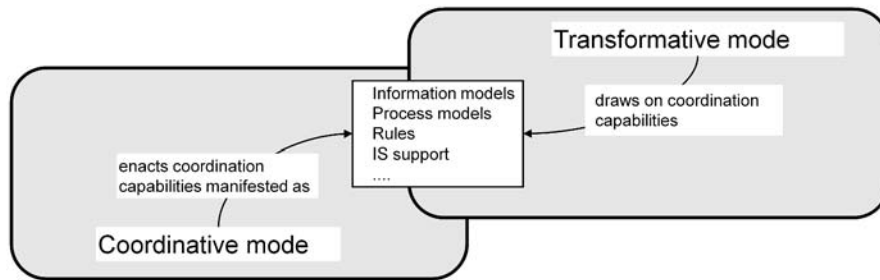 Transformative mode
Information models
Process models
Rules
IS support
....
draws on coordination
capabilities
enacts coordination
capabilities manifested as
Coordinative mode